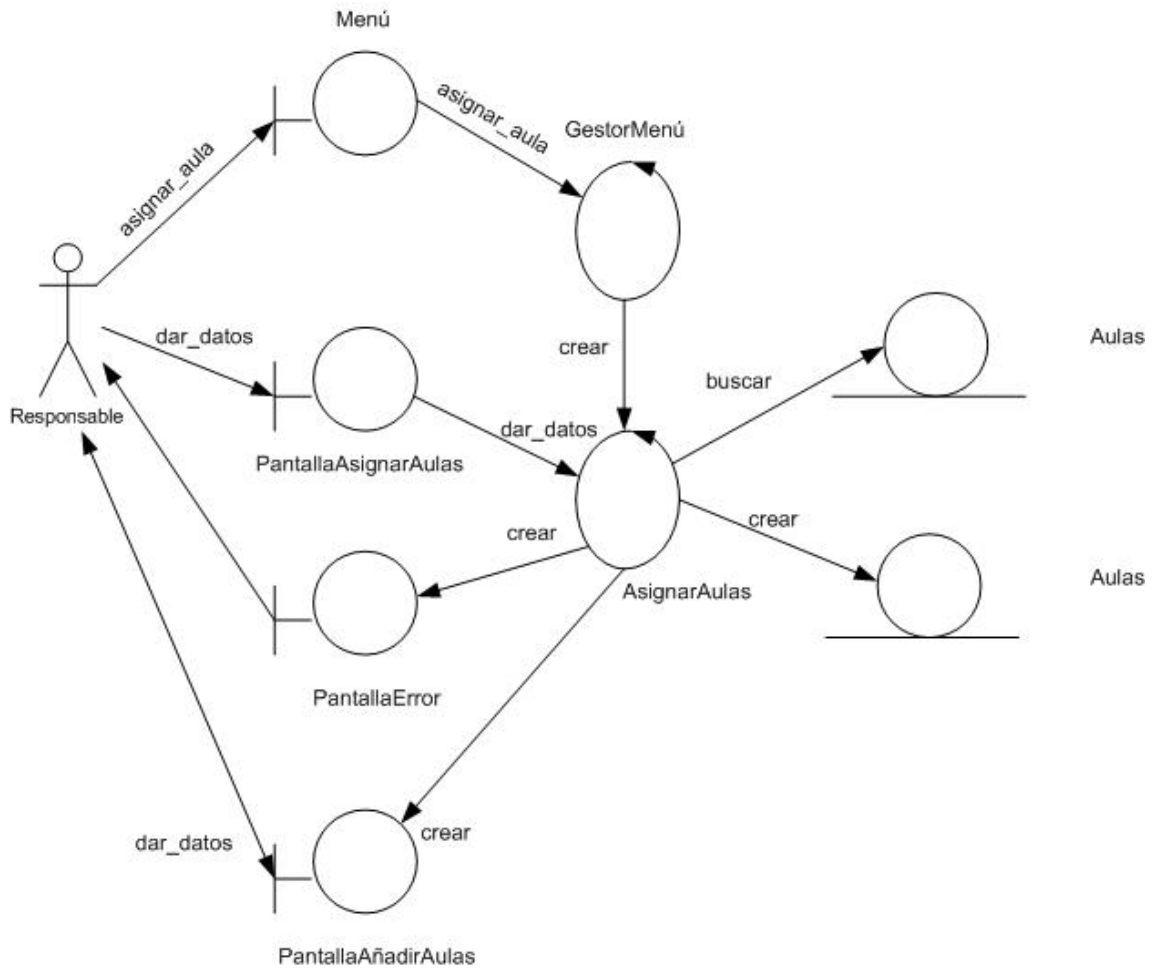 Menú
asignar_aula
asignar_aula
GestorMenú
dar_datos
crear
Aulas
buscar
Responsable
dar_datos
PantallaAsignarAulas
crear
crear
Aulas
AsignarAulas
PantallaError
dar_datos
crear
PantallaAñadirAulas